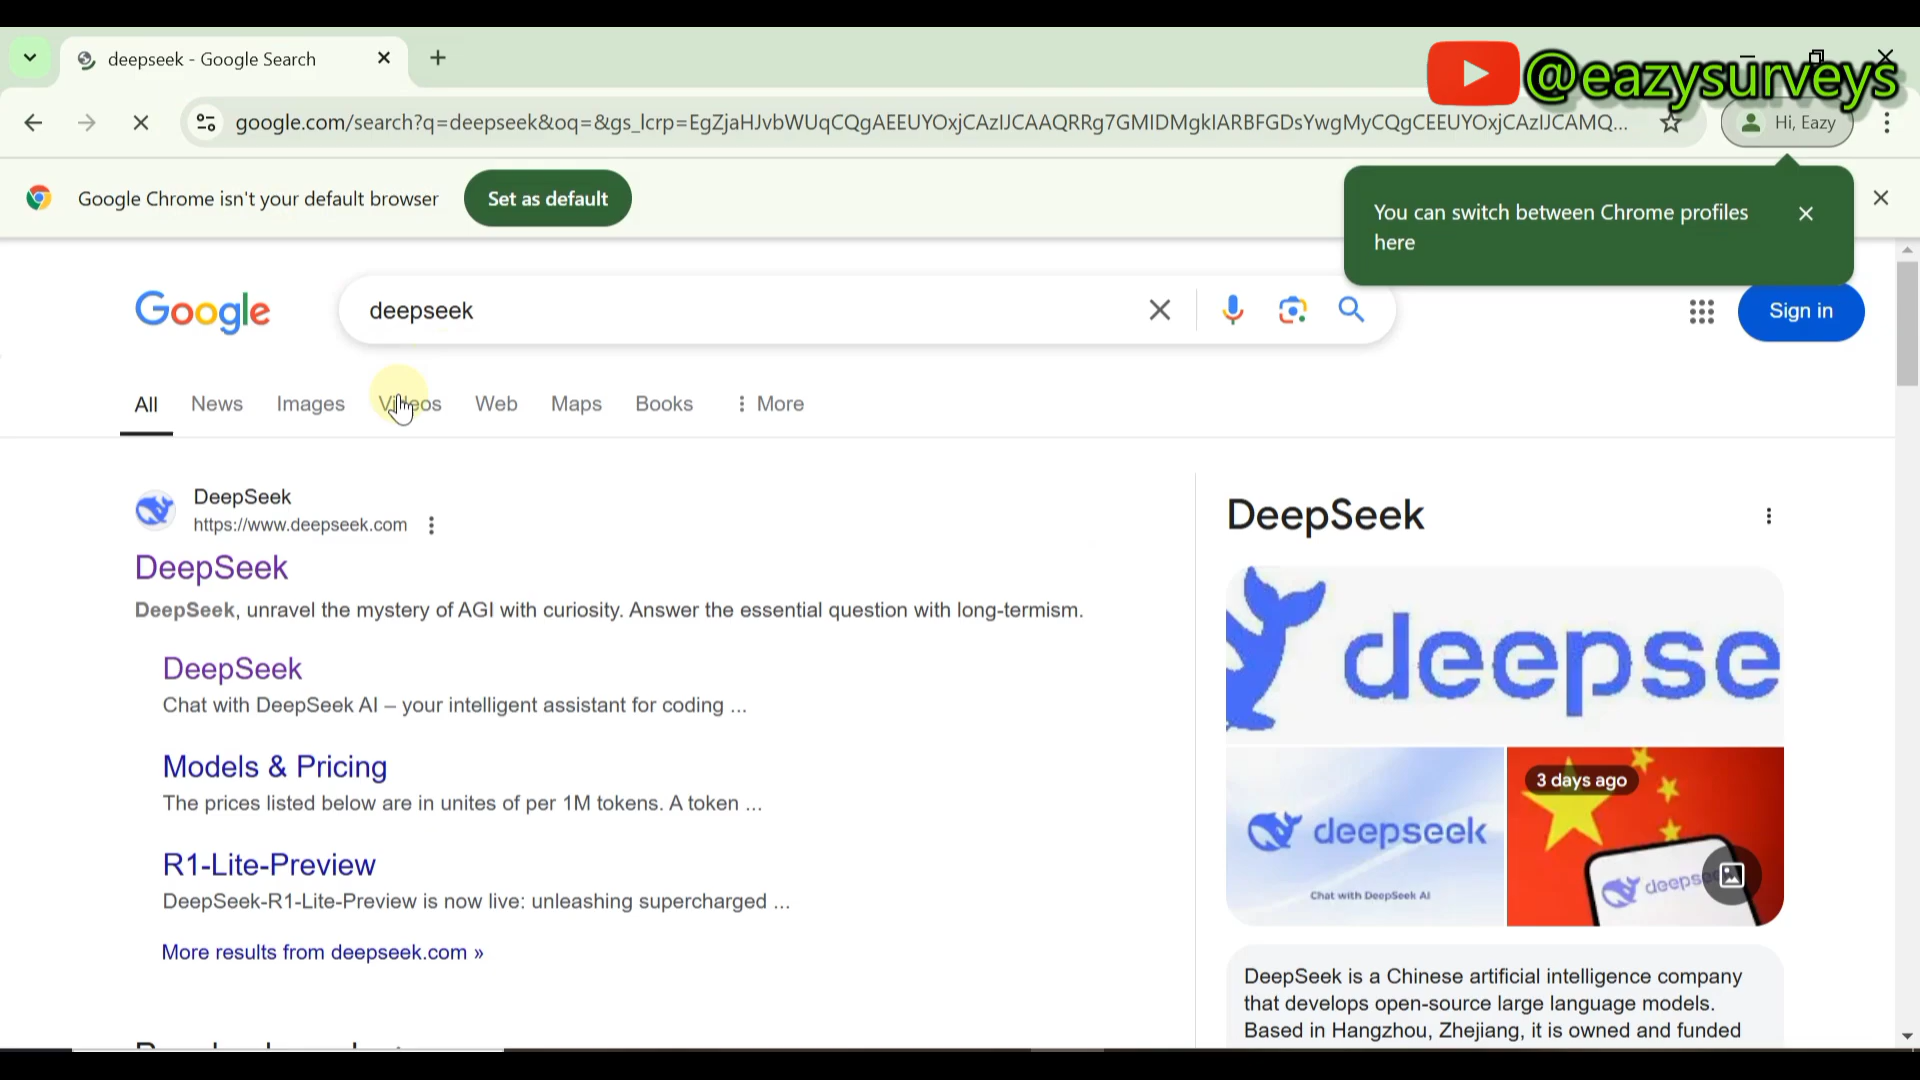 deepseek - Google Search
@eazysurveys
google.com/search?q=deepseek&oq=&gs_lcrp=EgZjaHJvbWUqCQgAEEUYOxjCAzIJCAAQRRg7GMIDMgkIARBFGDsYwgMyCQgCEEUYOxjCAzIJCAMQ...
Hi, Eazy
Google Chrome isn't your default browser
Set as default
You can switch between Chrome profiles
here
Google
deepseek
Sign in
All
News
Images
Videos
Web
Maps
Books
More
DeepSeek
https://www.deepseek.com
DeepSeek
DeepSeek, unravel the mystery of AGI with curiosity. Answer the essential question with long-termism.
DeepSeek
Chat with DeepSeek AI – your intelligent assistant for coding ...
Models & Pricing
The prices listed below are in unites of per 1M tokens. A token ...
R1-Lite-Preview
DeepSeek-R1-Lite-Preview is now live: unleashing supercharged ...
More results from deepseek.com »
DeepSeek
deepse
deepseek
Chat with DeepSeek AI
3 days ago
deeps
DeepSeek is a Chinese artificial intelligence company
that develops open-source large language models.
Based in Hangzhou, Zhejiang, it is owned and funded